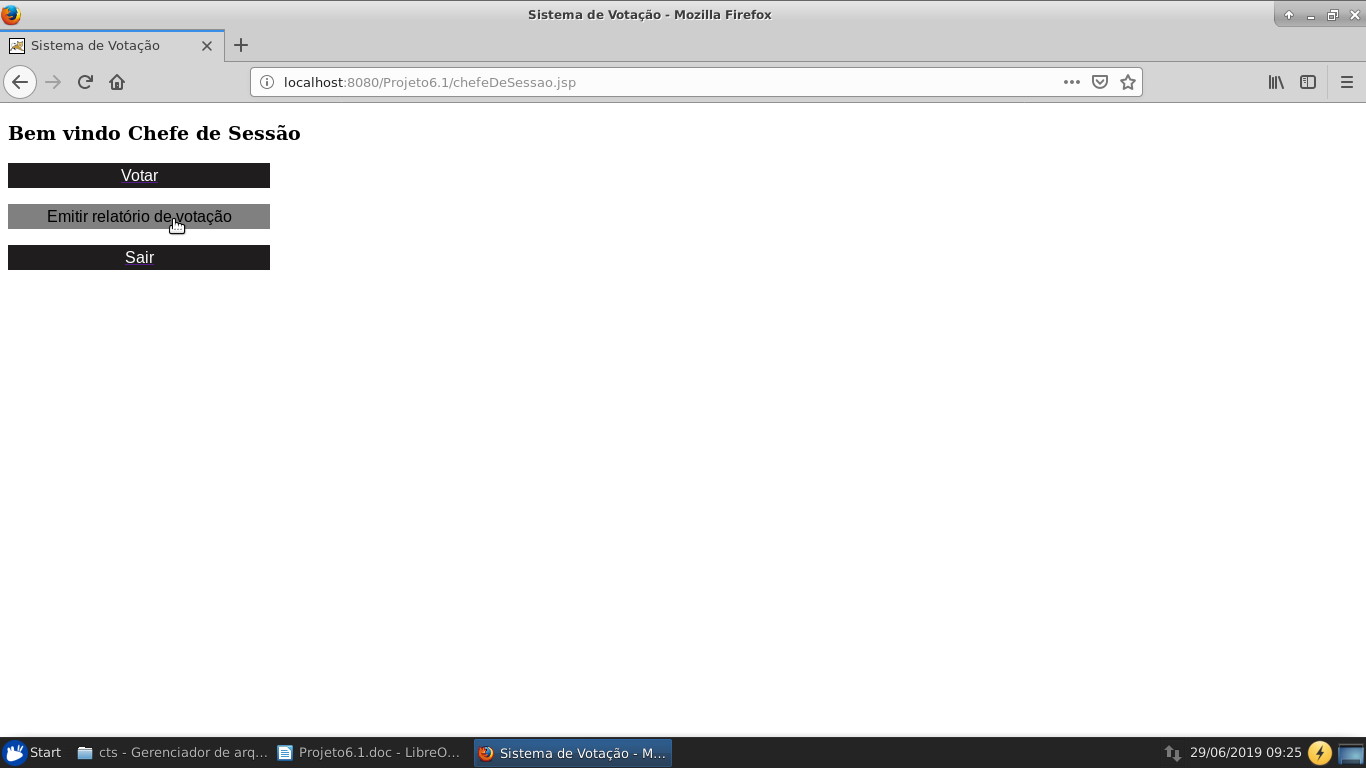 Sistema de Votação - Mozilla Firefox
Sistema de Votação
localhost:8080/Projeto6.1/chefeDeSessao.jsp
Bem vindo Chefe de Sessão
Votar
Emitir relatório de votação
Sair
Start
cts - Gerenciador de arq...
Projeto6.1.doc - LibreO...
Sistema de Votação - M...
29/06/2019 09:25